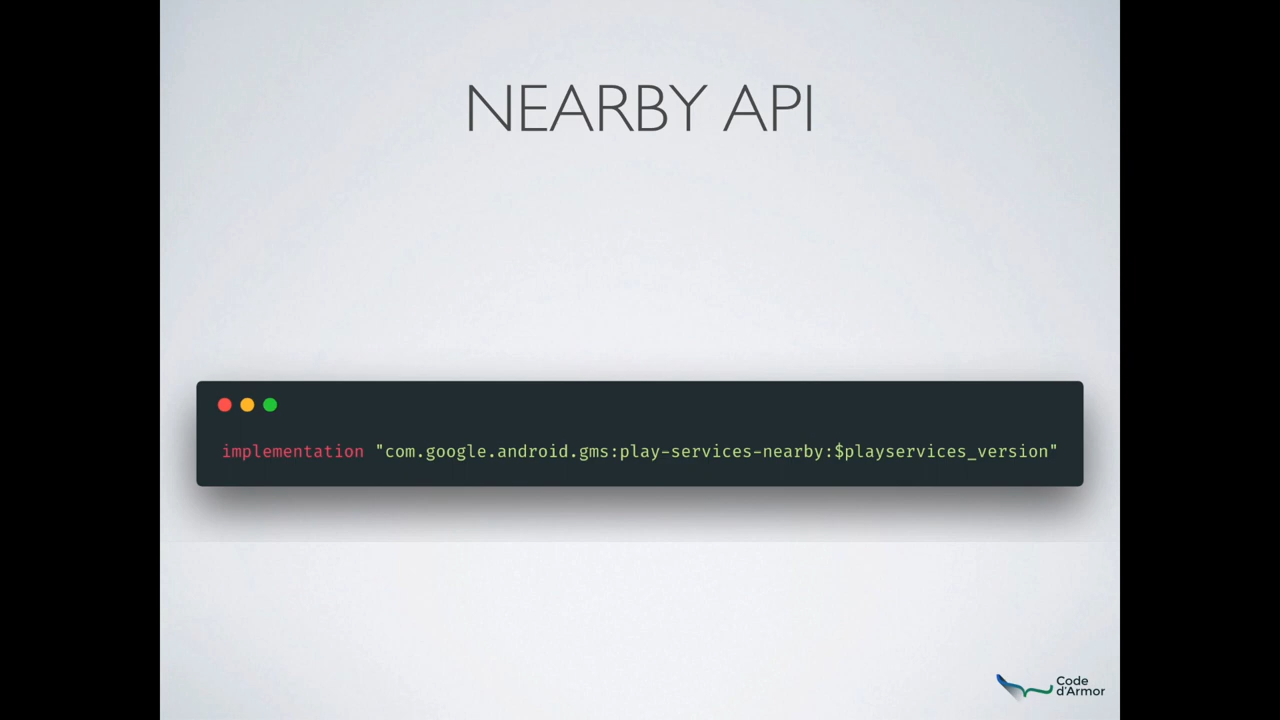 NEARBY API
implementation "com.google.android.gms:play-services-nearby:$playservices_version"
Code
d'Armor